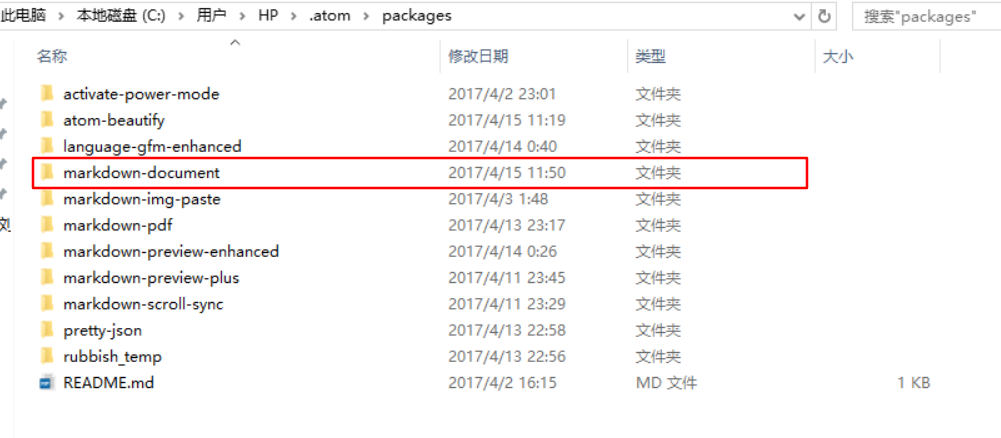 此电脑 > 本地磁盘 (C:) > 用户 > HP > .atom > packages 搜索"packages"
名称 修改日期 类型 大小
activate-power-mode 2017/4/2 23:01 文件夹
atom-beautify 2017/4/15 11:19 文件夹
language-gfm-enhanced 2017/4/14 0:40 文件夹
markdown-document 2017/4/15 11:50 文件夹
markdown-img-paste 2017/4/3 1:48 文件夹
刘 markdown-pdf 2017/4/13 23:17 文件夹
markdown-preview-enhanced 2017/4/14 0:26 文件夹
markdown-preview-plus 2017/4/11 23:45 文件夹
markdown-scroll-sync 2017/4/11 23:29 文件夹
pretty-json 2017/4/13 22:58 文件夹
rubbish_temp 2017/4/13 22:56 文件夹
README.md 2017/4/2 16:15 MD 文件 1 KB